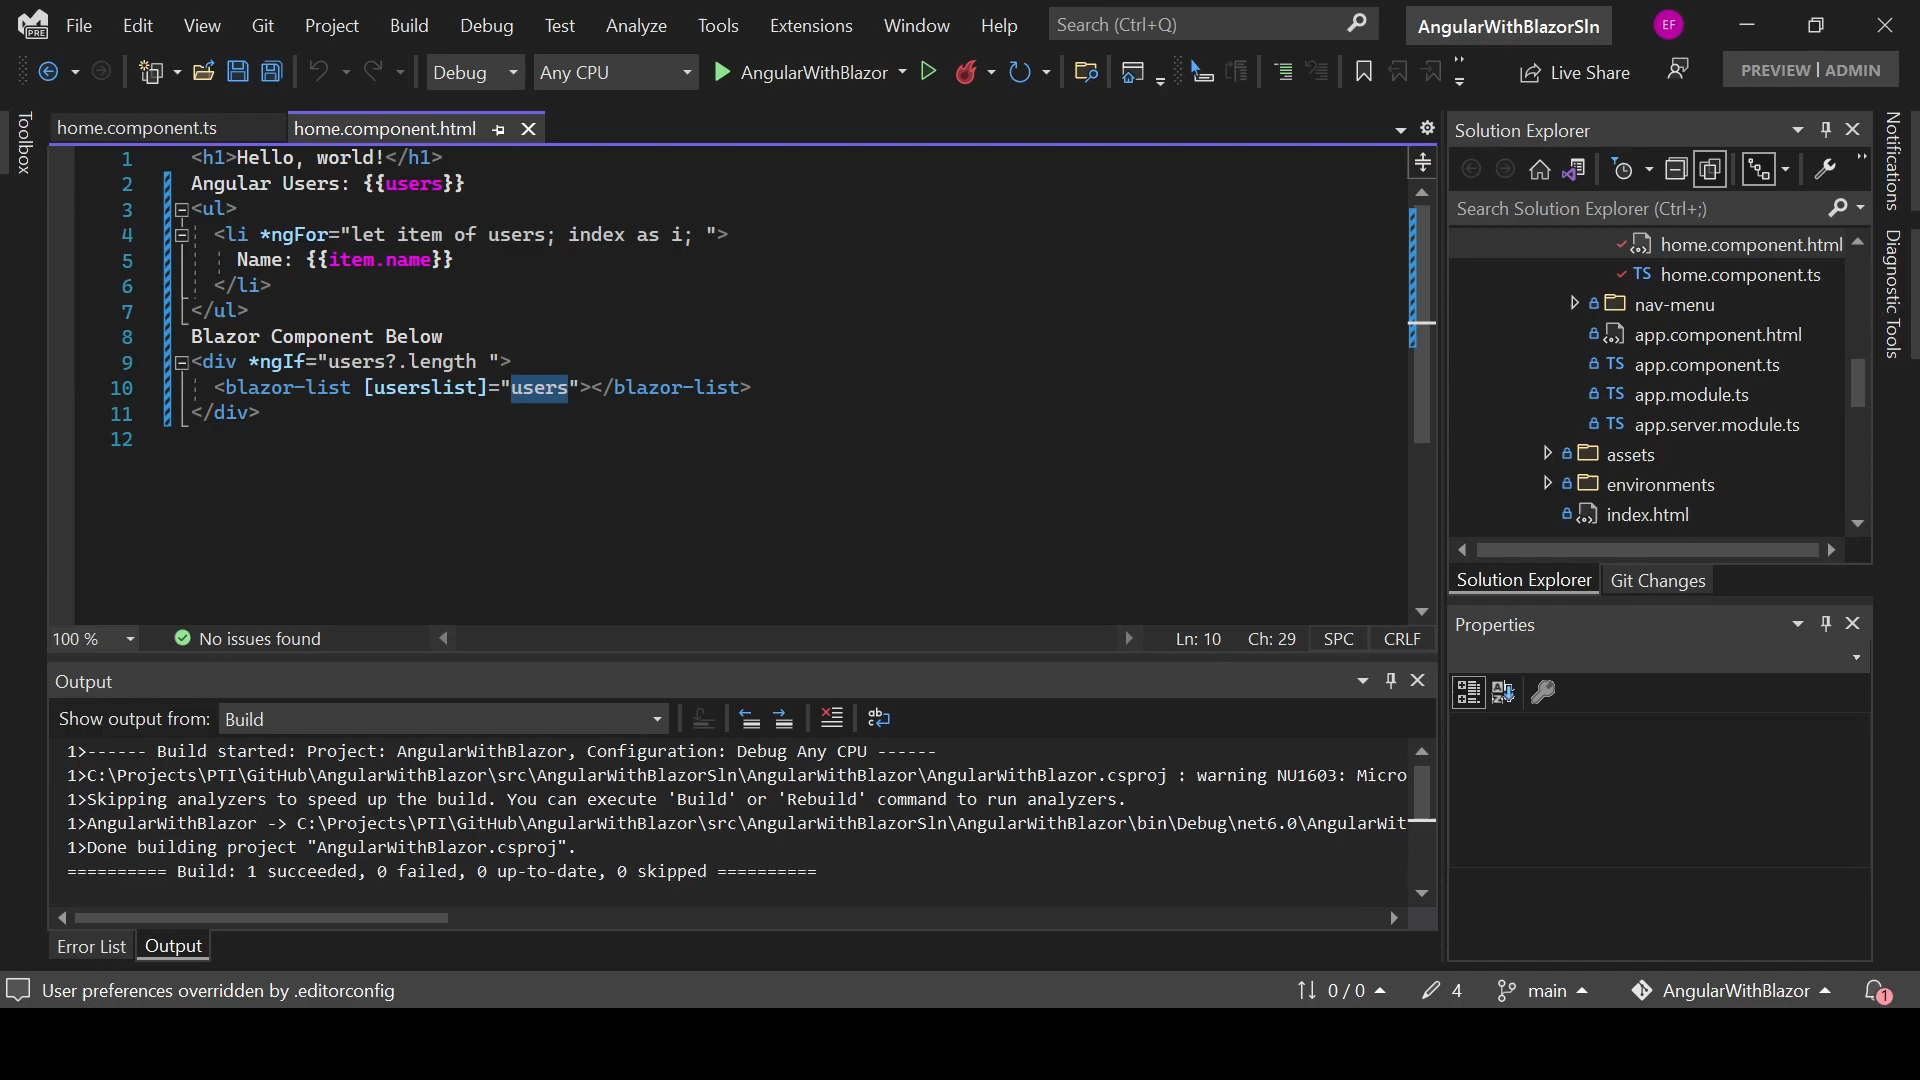 PRE File Edit View Git Project Build Debug Test Analyze Tools Extensions Window Help Search (Ctrl+Q) AngularWithBlazorSln EF
Debug Any CPU AngularWithBlazor Live Share PREVIEW | ADMIN
Toolbox
home.component.ts home.component.html
1 <h1>Hello, world!</h1>
2 Angular Users: {{users}}
3 <ul>
4 <li *ngFor="let item of users; index as i; ">
5 Name: {{item.name}}
6 </li>
7 </ul>
8 Blazor Component Below
9 <div *ngIf="users?.length ">
10 <blazor-list [userslist]="users"></blazor-list>
11 </div>
12
100 % No issues found Ln: 10 Ch: 29 SPC CRLF
Output
Show output from: Build
1>------ Build started: Project: AngularWithBlazor, Configuration: Debug Any CPU ------
1>C:\Projects\PTI\GitHub\AngularWithBlazor\src\AngularWithBlazorSln\AngularWithBlazor\AngularWithBlazor.csproj : warning NU1603: Micro
1>Skipping analyzers to speed up the build. You can execute 'Build' or 'Rebuild' command to run analyzers.
1>AngularWithBlazor -> C:\Projects\PTI\GitHub\AngularWithBlazor\src\AngularWithBlazorSln\AngularWithBlazor\bin\Debug\net6.0\AngularWit
1>Done building project "AngularWithBlazor.csproj".
========== Build: 1 succeeded, 0 failed, 0 up-to-date, 0 skipped ==========
Error List Output
Solution Explorer
Search Solution Explorer (Ctrl+;)
home.component.html
TS home.component.ts
nav-menu
app.component.html
TS app.component.ts
TS app.module.ts
TS app.server.module.ts
assets
environments
index.html
Solution Explorer Git Changes
Properties
Notifications
Diagnostic Tools
User preferences overridden by .editorconfig 0 / 0 4 main AngularWithBlazor 1